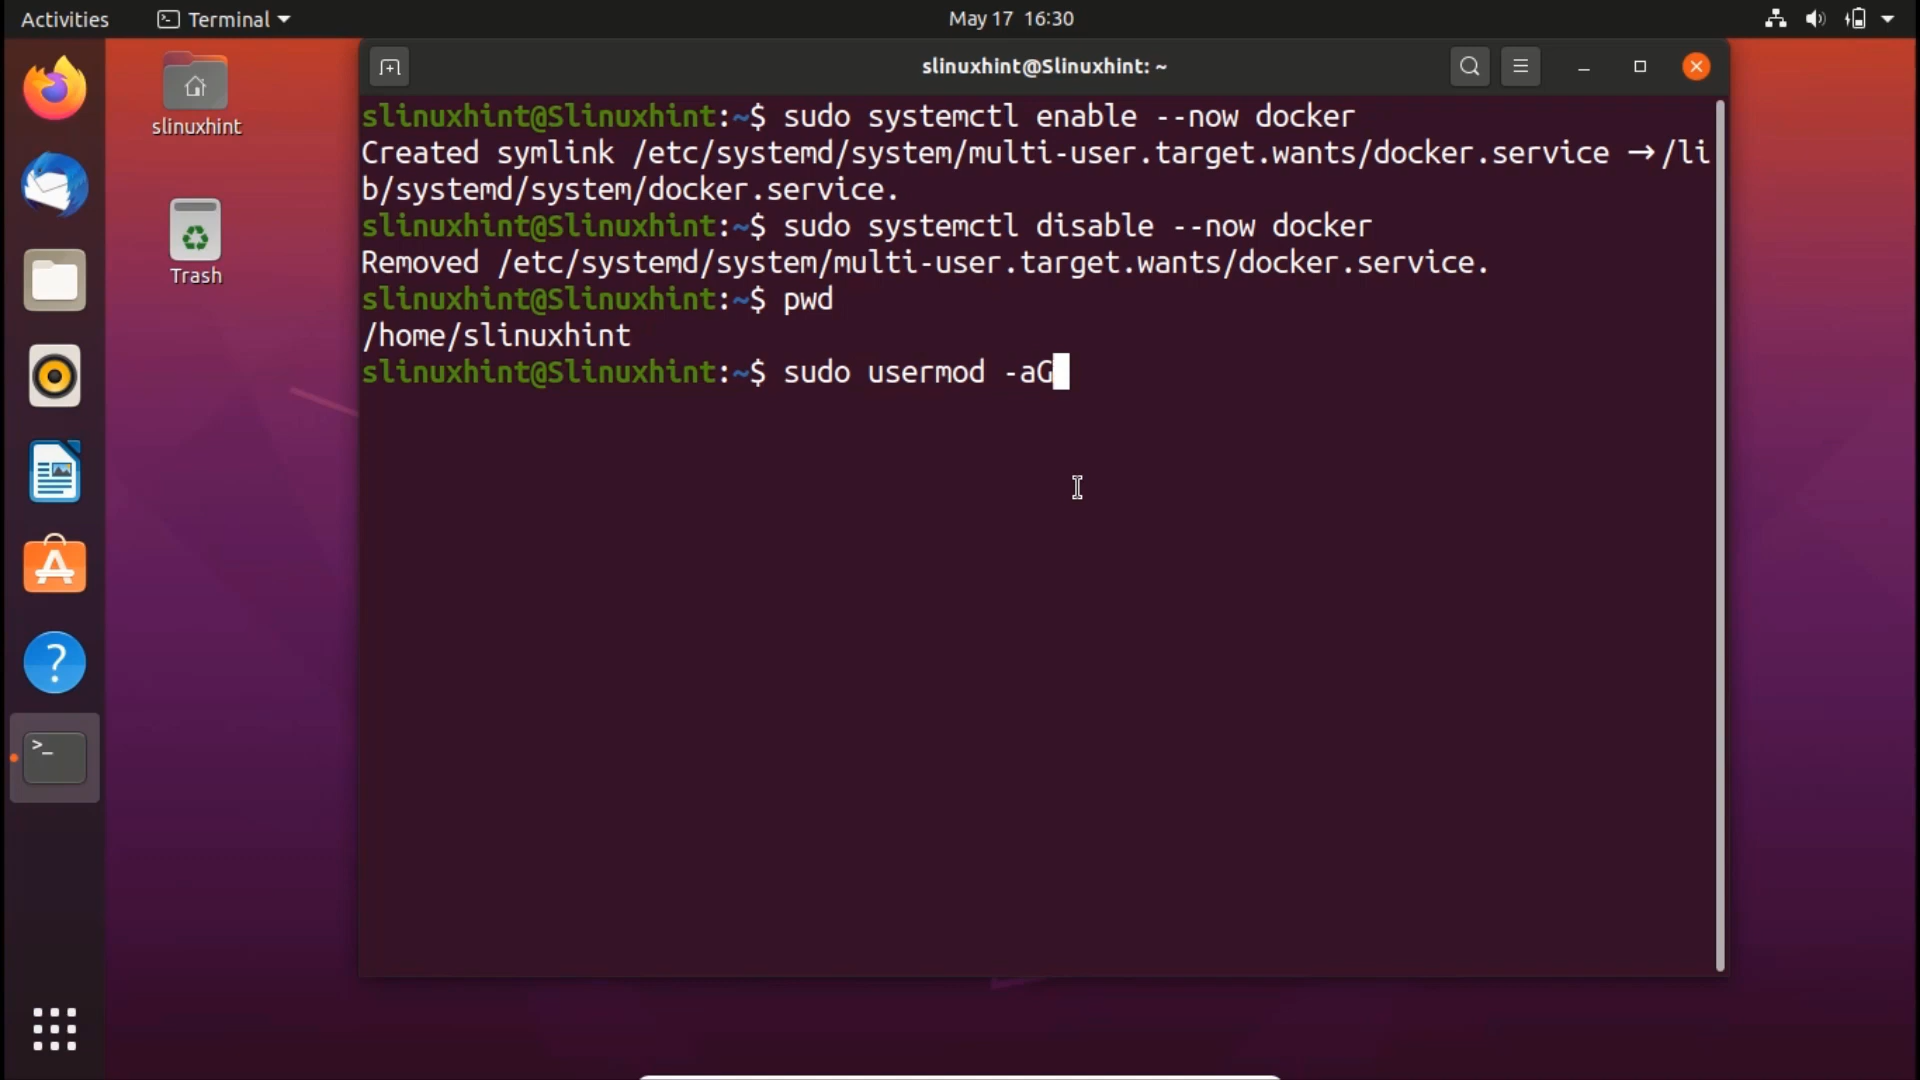 Activities
Terminal
May 17 16:30
slinuxhint@Slinuxhint: ~
slinuxhint
Trash
slinuxhint@Slinuxhint:~$ sudo systemctl enable --now docker
Created symlink /etc/systemd/system/multi-user.target.wants/docker.service → /li
b/systemd/system/docker.service.
slinuxhint@Slinuxhint:~$ sudo systemctl disable --now docker
Removed /etc/systemd/system/multi-user.target.wants/docker.service.
slinuxhint@Slinuxhint:~$ pwd
/home/slinuxhint
slinuxhint@Slinuxhint:~$ sudo usermod -aG